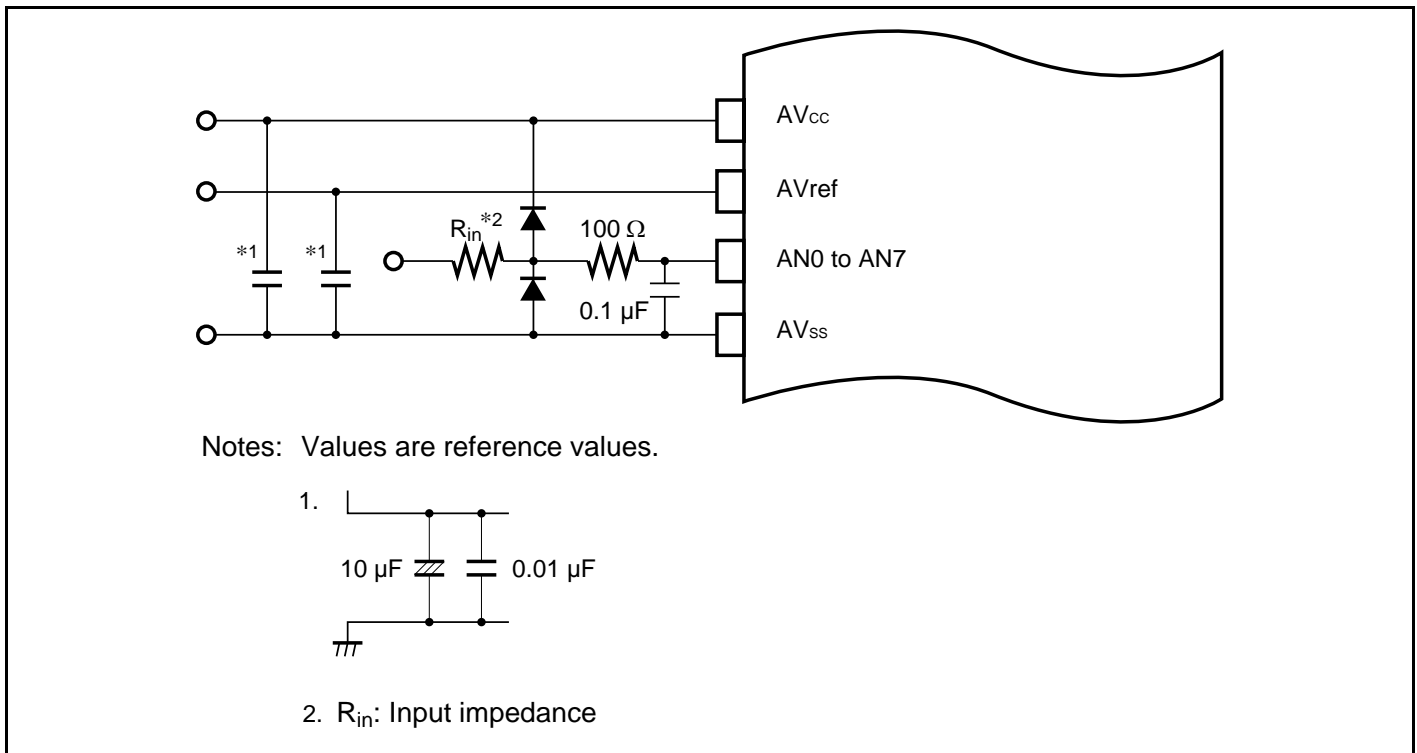 AVcc
AVref
Rin*2
100 Ω
*1
*1
AN0 to AN7
0.1 µF
AVss
Notes: Values are reference values.
1.
10 µF
0.01 µF
2. Rin: Input impedance